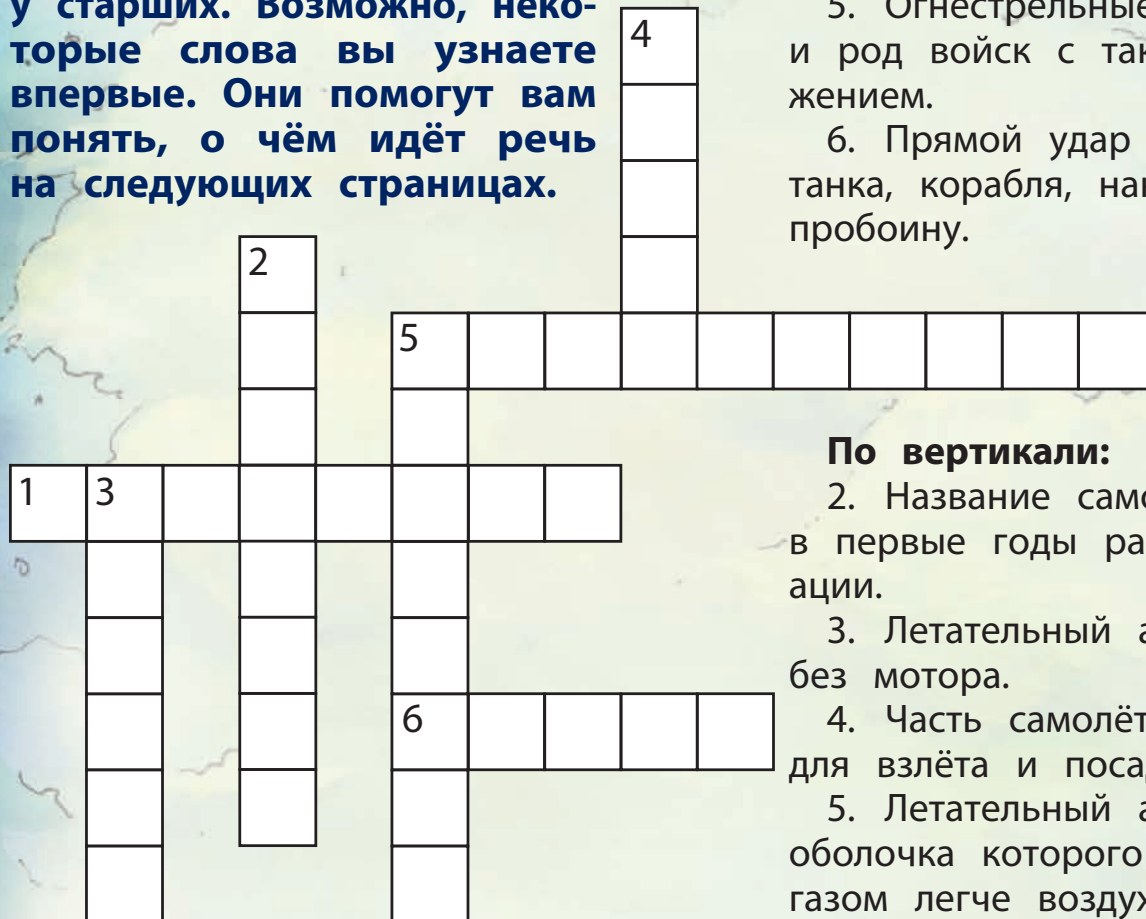 у старших. Возможно, неко-
торые слова вы узнаете
впервые. Они помогут вам
понять, о чём идёт речь
на следующих страницах.
5. Огнестрельные
и род войск с так
жением.
6. Прямой удар
танка, корабля, нан
пробоину.
4
2
5
1 3
6
По вертикали:
2. Название само
в первые годы ра
ации.
3. Летательный а
без мотора.
4. Часть самолёт
для взлёта и поса
5. Летательный а
оболочка которого
газом легче воздух